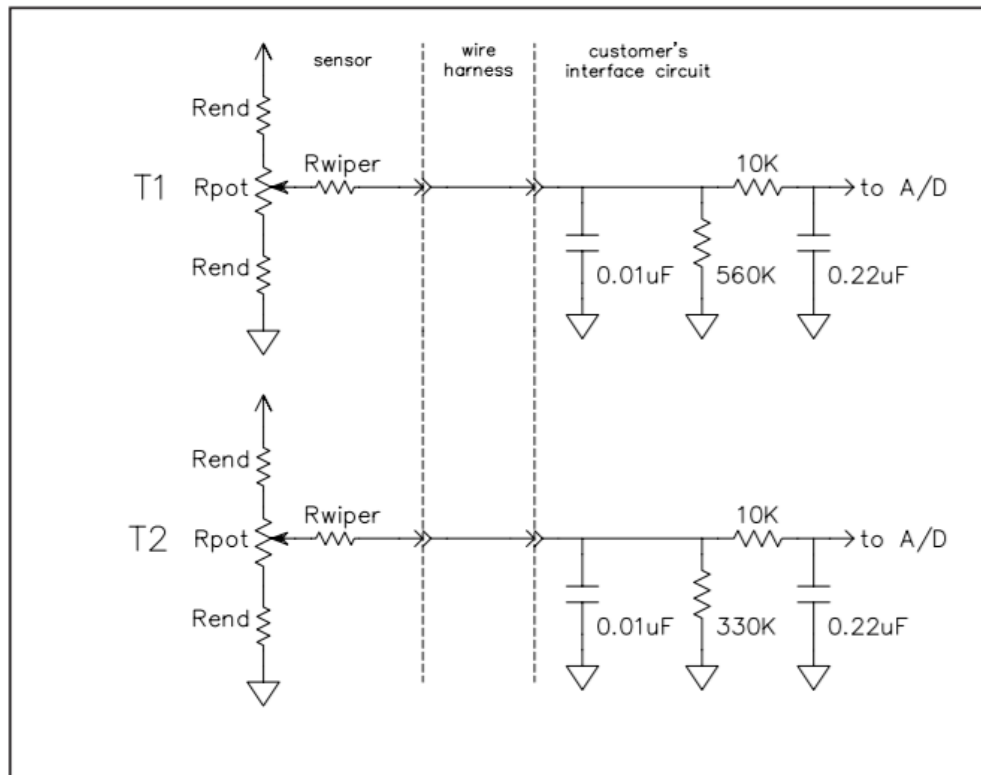 sensor
wire
harness
customer's
interface circuit
Rend
Rwiper
10K
T1
Rpot
to A/D
Rend
0.01uF
560K
0.22uF
Rend
Rwiper
10K
T2
Rpot
to A/D
Rend
0.01uF
330K
0.22uF